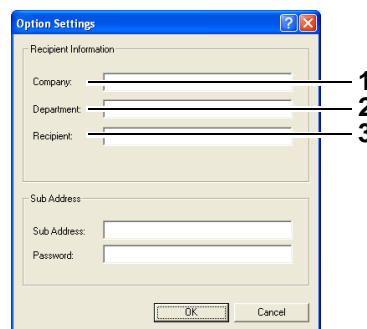 Option Settings
Recipient Information
Company: 1
Department: 2
Recipient: 3
Sub Address
Sub Address:
Password:
OK Cancel